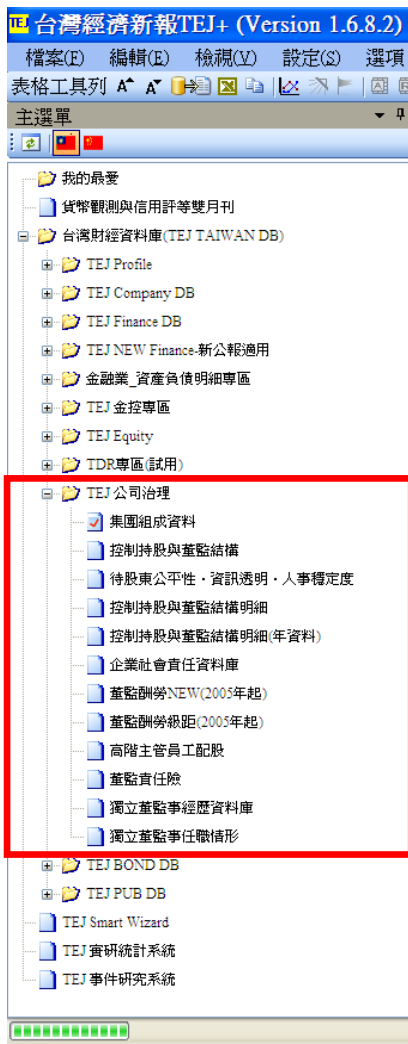 台灣經濟新報TEJ+ (Version 1.6.8.2)
檔案(F) 編輯(E) 檢視(V) 設定(S) 選項
表格工具列
主選單
我的最愛
貨幣觀測與信用評等雙月刊
台灣財經資料庫(TEJ TAIWAN DB)
TEJ Profile
TEJ Company DB
TEJ Finance DB
TEJ NEW Finance-新公報適用
金融業_資產負債明細專區
TEJ 金控專區
TEJ Equity
TDR專區(試用)
TEJ 公司治理
集團組成資料
控制持股與董監結構
待股東公平性、資訊透明、人事穩定度
控制持股與董監結構明細
控制持股與董監結構明細(年資料)
企業社會責任資料庫
董監酬勞NEW(2005年起)
董監酬勞級距(2005年起)
高階主管員工配股
董監責任險
獨立董監事經歷資料庫
獨立董監事任職情形
TEJ BOND DB
TEJ PUB DB
TEJ Smart Wizard
TEJ 實研統計系統
TEJ 事件研究系統